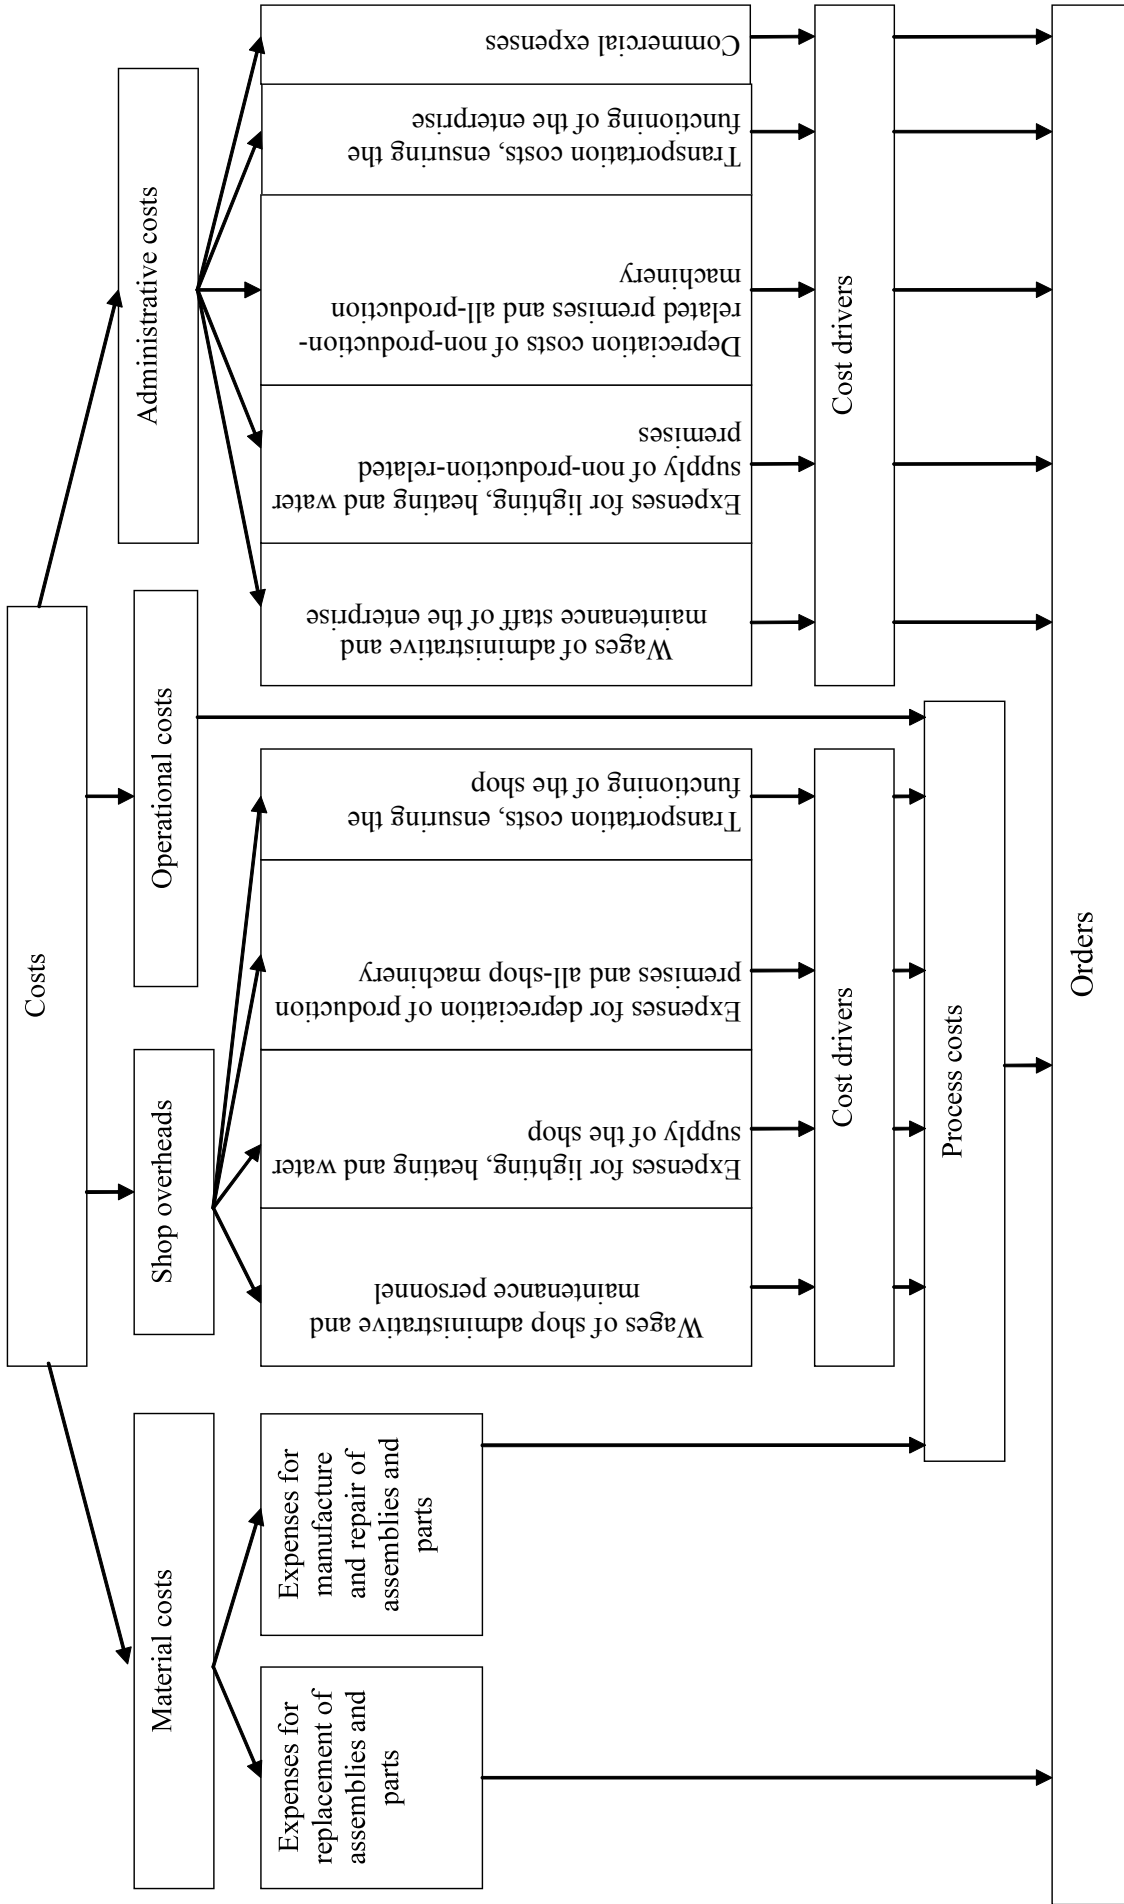 Costs
Material costs
Shop overheads
Operational costs
Administrative costs
Expenses for
replacement of
assemblies and
parts
Expenses for
manufacture
and repair of
assemblies and
parts
Wages of shop administrative and
maintenance personnel
Expenses for lighting, heating and water
supply of the shop
Expenses for depreciation of production
premises and all-shop machinery
Transportation costs, ensuring the
functioning of the shop
Wages of administrative and
maintenance staff of the enterprise
Expenses for lighting, heating and water
supply of non-production-related
premises
Depreciation costs of non-production-
related premises and all-production
machinery
Transportation costs, ensuring the
functioning of the enterprise
Commercial expenses
Cost drivers
Cost drivers
Process costs
Orders